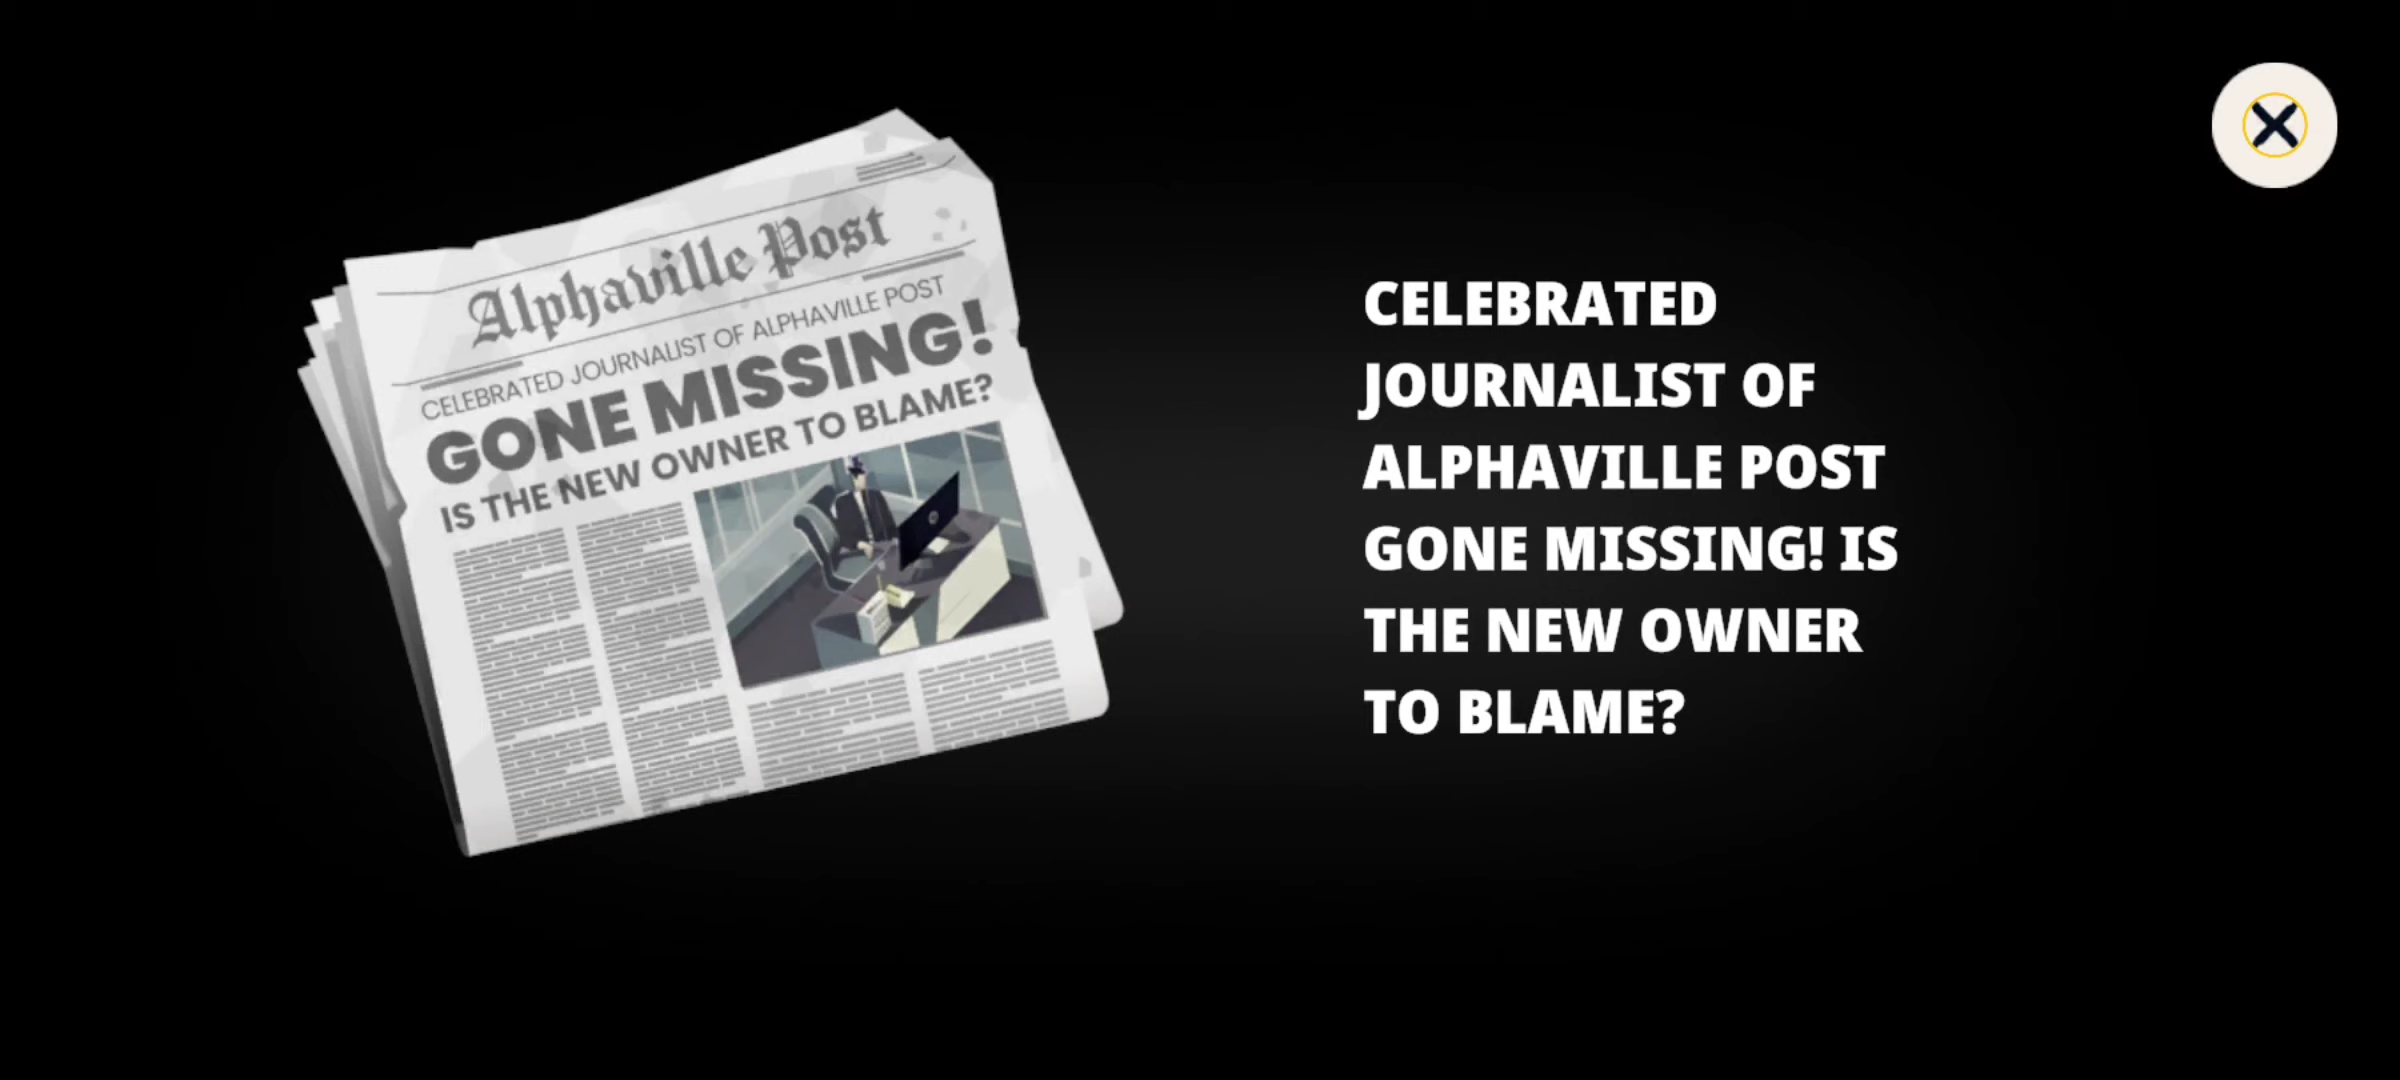 Alphaville Post
CELEBRATED JOURNALIST OF ALPHAVILLE POST
GONE MISSING!
IS THE NEW OWNER TO BLAME?
CELEBRATED
JOURNALIST OF
ALPHAVILLE POST
GONE MISSING! IS
THE NEW OWNER
TO BLAME?